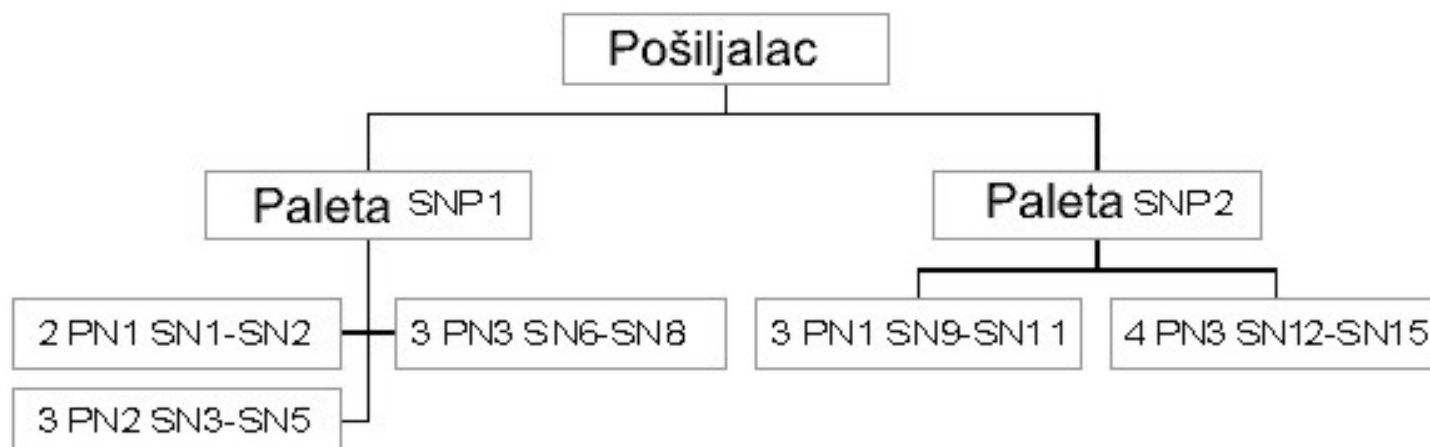 Pošiljalac
Paleta SNP1
Paleta SNP2
2 PN1 SN1-SN2
3 PN3 SN6-SN8
3 PN1 SN9-SN11
4 PN3 SN12-SN15
3 PN2 SN3-SN5